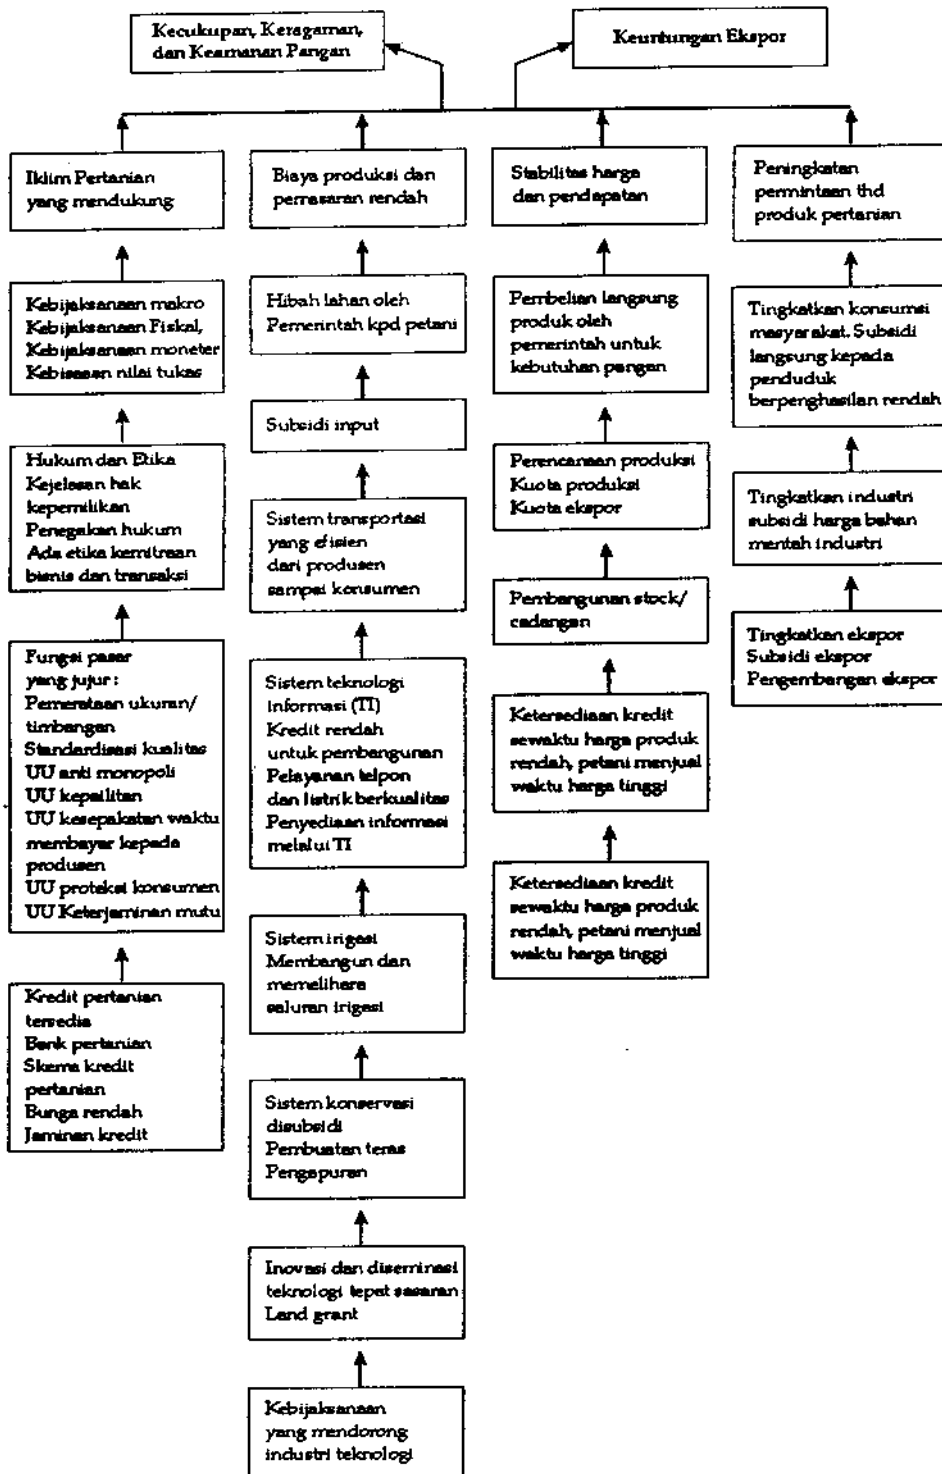 Kecukupan, Keragaman,
dan Keamanan Pangan
Keuntungan Ekspor
Iklim Pertanian
yang mendukung
Kebijaksanaan makro
Kebijaksanaan Fiskal,
Kebijaksanaan moneter
Kebisasan nilai tukas
Hukum dan Etika
Kejelasan hak
kepemilikan
Penegakan hukum
Ada etika kemitraan
bisnis dan transaksi
Fungsi pasar
yang jujur :
Pemerataan ukuran/
timbangan
Standardisasi kualitas
UU anti monopoli
UU kepailitan
UU kesepakatan waktu
membayar kepada
produsen
UU proteksi konsumen
UU Keterjaminan mutu
Kredit pertanian
tersedia
Bank pertanian
Skema kredit
pertanian
Bunga rendah
Jaminan kredit
Biaya produksi dan
pemasaran rendah
Hibah lahan oleh
Pemerintah kpd petani
Subsidi input
Sistem transportasi
yang efisien
dari produsen
sampai konsumen
Sistem teknologi
informasi (TI)
Kredit rendah
untuk pembangunan
Pelayanan telpon
dan listrik berkualitas
Penyediaan informasi
melalui TI
Sistem irigasi
Membangun dan
memelihara
saluran irigasi
Sistem konservasi
disubsidi
Pembuatan teras
Pengapuran
Inovasi dan diseminasi
teknologi tepat sasaran
Land grant
Kebijaksanaan
yang mendorong
industri teknologi
Stabilitas harga
dan pendapatan
Pembelian langsung
produk oleh
pemerintah untuk
kebutuhan pangan
Perencanaan produksi
Kuota produksi
Kuota ekspor
Pembangunan stock/
cadangan
Ketersediaan kredit
sewaktu harga produk
rendah, petani menjual
waktu harga tinggi
Ketersediaan kredit
sewaktu harga produk
rendah, petani menjual
waktu harga tinggi
Peningkatan
permintaan thd
produk pertanian
Tingkatkan konsumsi
masyarakat. Subsidi
langsung kepada
penduduk
berpenghasilan rendah
Tingkatkan industri
subsidi harga bahan
mentah industri
Tingkatkan ekspor
Subsidi ekspor
Pengembangan ekspor